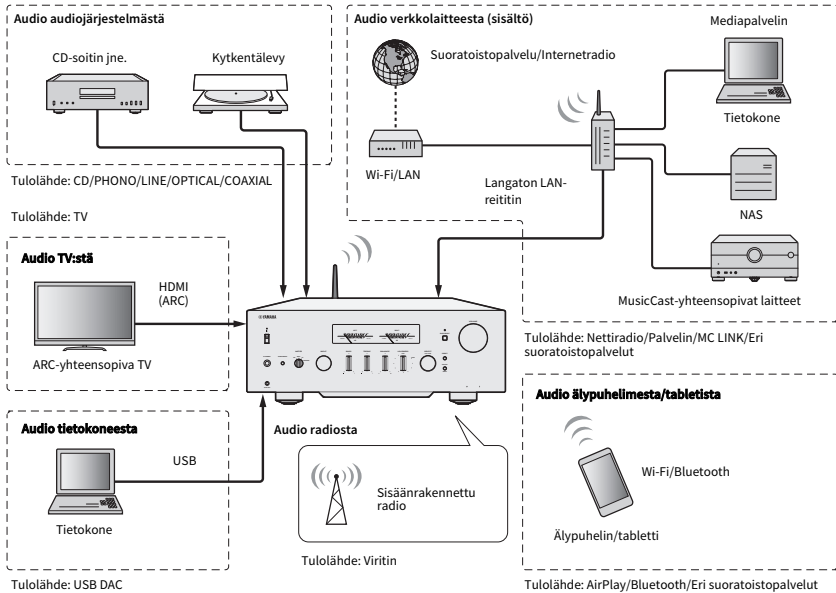 Audio audiojärjestelmästä
CD-soitin jne.
Kytkentälevy
Tulolähde: CD/PHONO/LINE/OPTICAL/COAXIAL
Audio verkkolaitteesta (sisältö)
Suoratoistopalvelu/Internetradio
Wi-Fi/LAN
Langaton LAN-
reititin
Mediapalvelin
Tietokone
NAS
MusicCast-yhteensopivat laitteet
Tulolähde: Nettiradio/Palvelin/MC LINK/Eri
suoratoistopalvelut
Tulolähde: TV
Audio TV:stä
HDMI
(ARC)
ARC-yhteensopiva TV
YAMAHA
Audio tietokoneesta
USB
Tietokone
Tulolähde: USB DAC
Audio radiosta
Sisäänrakennettu
radio
Tulolähde: Viritin
Audio älypuhelimesta/tabletista
Wi-Fi/Bluetooth
Älypuhelin/tabletti
Tulolähde: AirPlay/Bluetooth/Eri suoratoistopalvelut